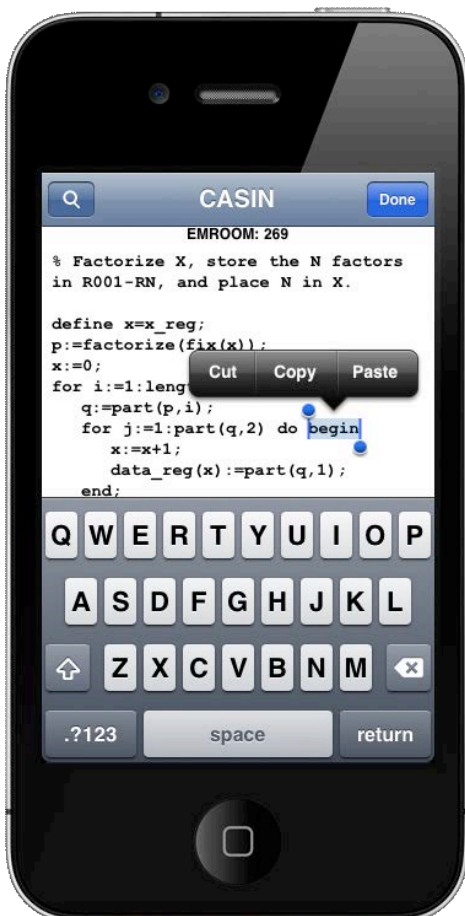 CASIN
Done
EMROOM: 269
% Factorize X, store the N factors
in R001-RN, and place N in X.
define x=x_reg;
p:=factorize(fix(x));
x:=0;
Cut Copy Paste
for i:=1:leng
q:=part(p,i);
for j:=1:part(q,2) do begin
x:=x+1;
data_reg(x):=part(q,1);
end;
Q W E R T Y U I O P
A S D F G H J K L
Z X C V B N M
.?123 space return